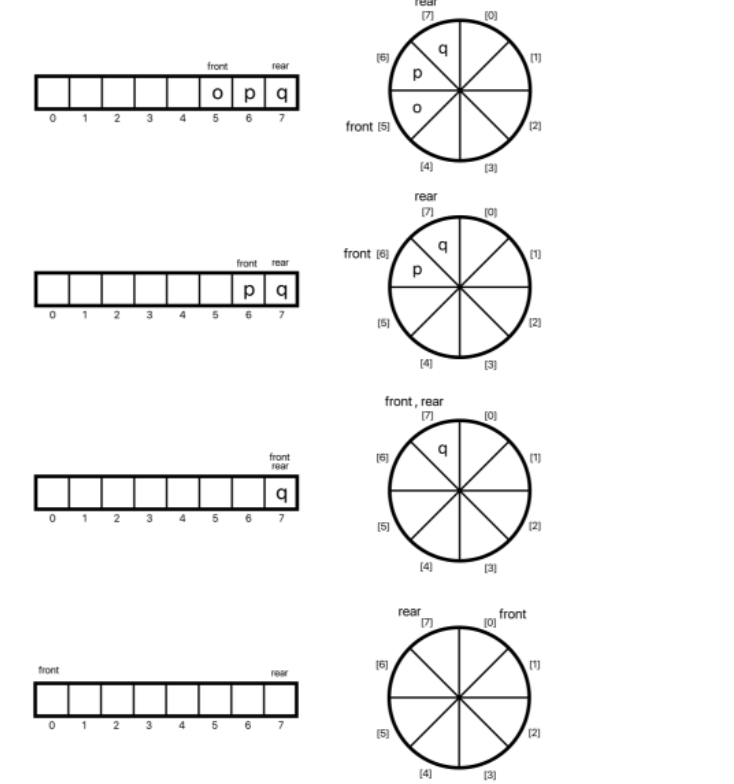 rear
[7] [0]
[6] q [1]
front rear
p
o p q
o
0 1 2 3 4 5 6 7
front [5] [2]
[4] [3]
rear
[7] [0]
front rear
front [6] q [1]
p
p q
0 1 2 3 4 5 6 7
[5] [2]
[4] [3]
front , rear
[7] [0]
q
front
rear
[6] [1]
q
0 1 2 3 4 5 6 7
[5] [2]
[4] [3]
rear front
[7] [0]
front rear
[6] [1]
0 1 2 3 4 5 6 7
[5] [2]
[4] [3]